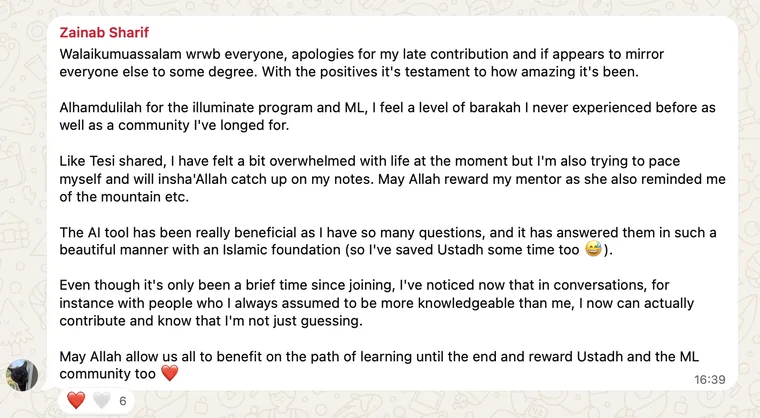 Zainab Sharif
Walaikumuassalam wrwb everyone, apologies for my late contribution and if appears to mirror
everyone else to some degree. With the positives it's testament to how amazing it's been.
Alhamdulilah for the illuminate program and ML, I feel a level of barakah I never experienced before as
well as a community I've longed for.
Like Tesi shared, I have felt a bit overwhelmed with life at the moment but I'm also trying to pace
myself and will insha'Allah catch up on my notes. May Allah reward my mentor as she also reminded me
of the mountain etc.
The AI tool has been really beneficial as I have so many questions, and it has answered them in such a
beautiful manner with an Islamic foundation (so I've saved Ustadh some time too 😅).
Even though it's only been a brief time since joining, I've noticed now that in conversations, for
instance with people who I always assumed to be more knowledgeable than me, I now can actually
contribute and know that I'm not just guessing.
May Allah allow us all to benefit on the path of learning until the end and reward Ustadh and the ML
community too ❤️
16:39
❤️ 🤍 6